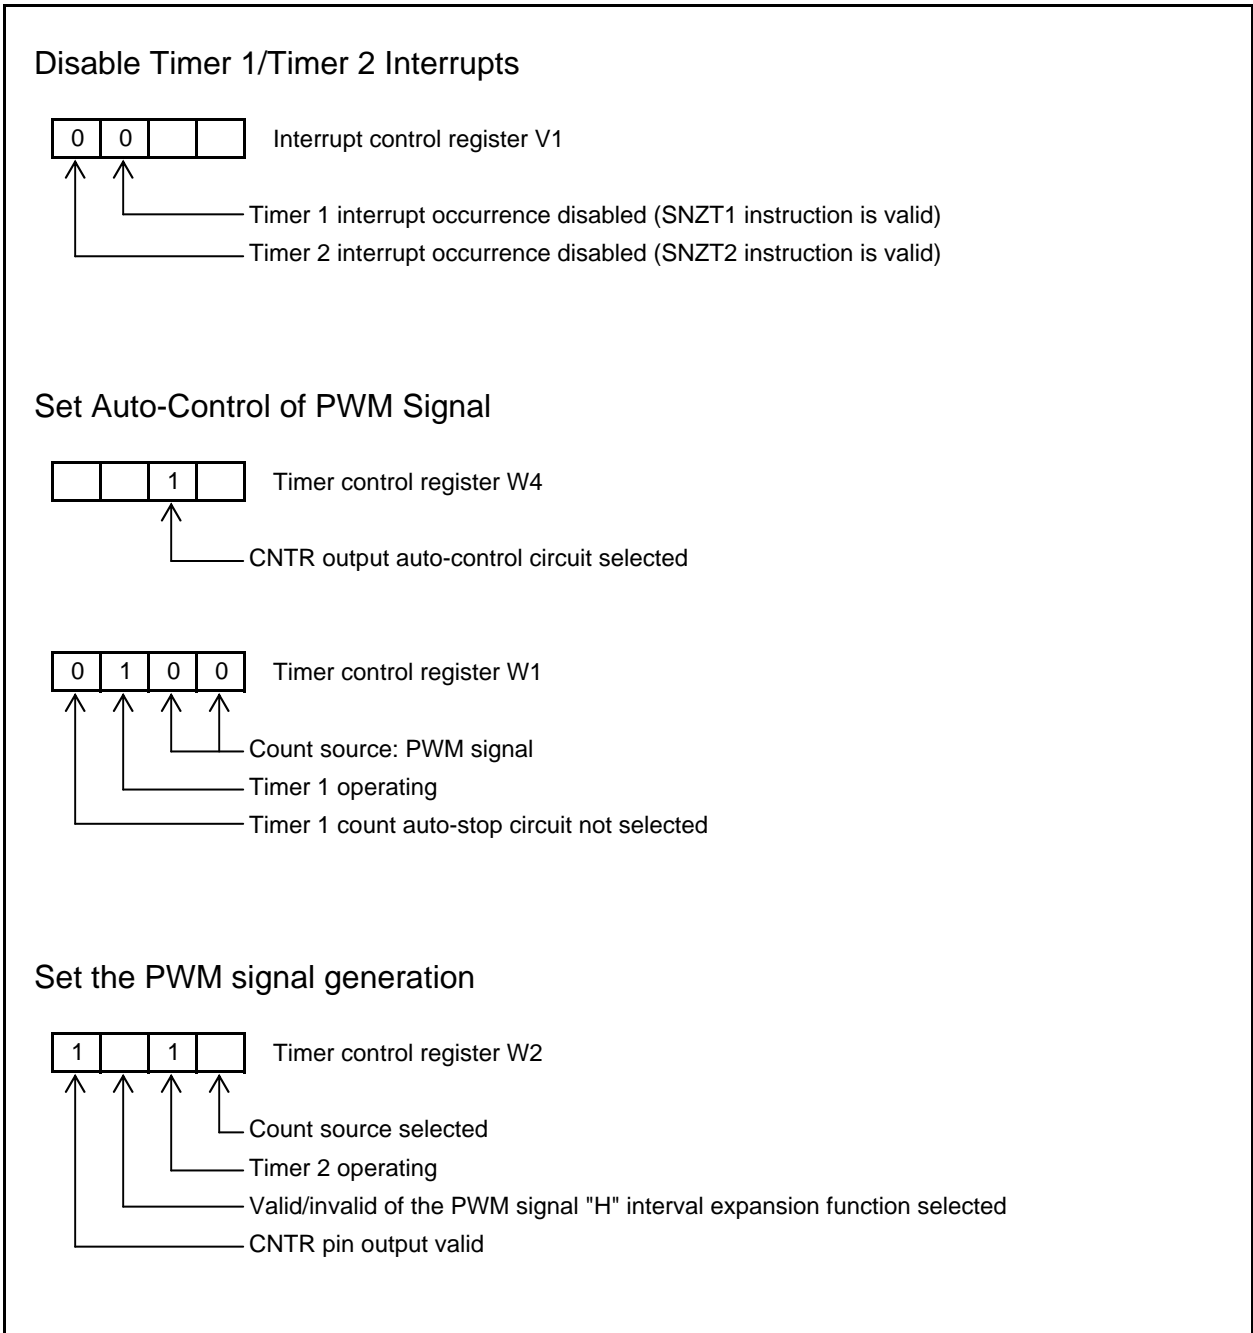 Disable Timer 1/Timer 2 Interrupts
0 0 Interrupt control register V1
Timer 1 interrupt occurrence disabled (SNZT1 instruction is valid)
Timer 2 interrupt occurrence disabled (SNZT2 instruction is valid)
Set Auto-Control of PWM Signal
1 Timer control register W4
CNTR output auto-control circuit selected
0 1 0 0 Timer control register W1
Count source: PWM signal
Timer 1 operating
Timer 1 count auto-stop circuit not selected
Set the PWM signal generation
1 1 Timer control register W2
Count source selected
Timer 2 operating
Valid/invalid of the PWM signal "H" interval expansion function selected
CNTR pin output valid